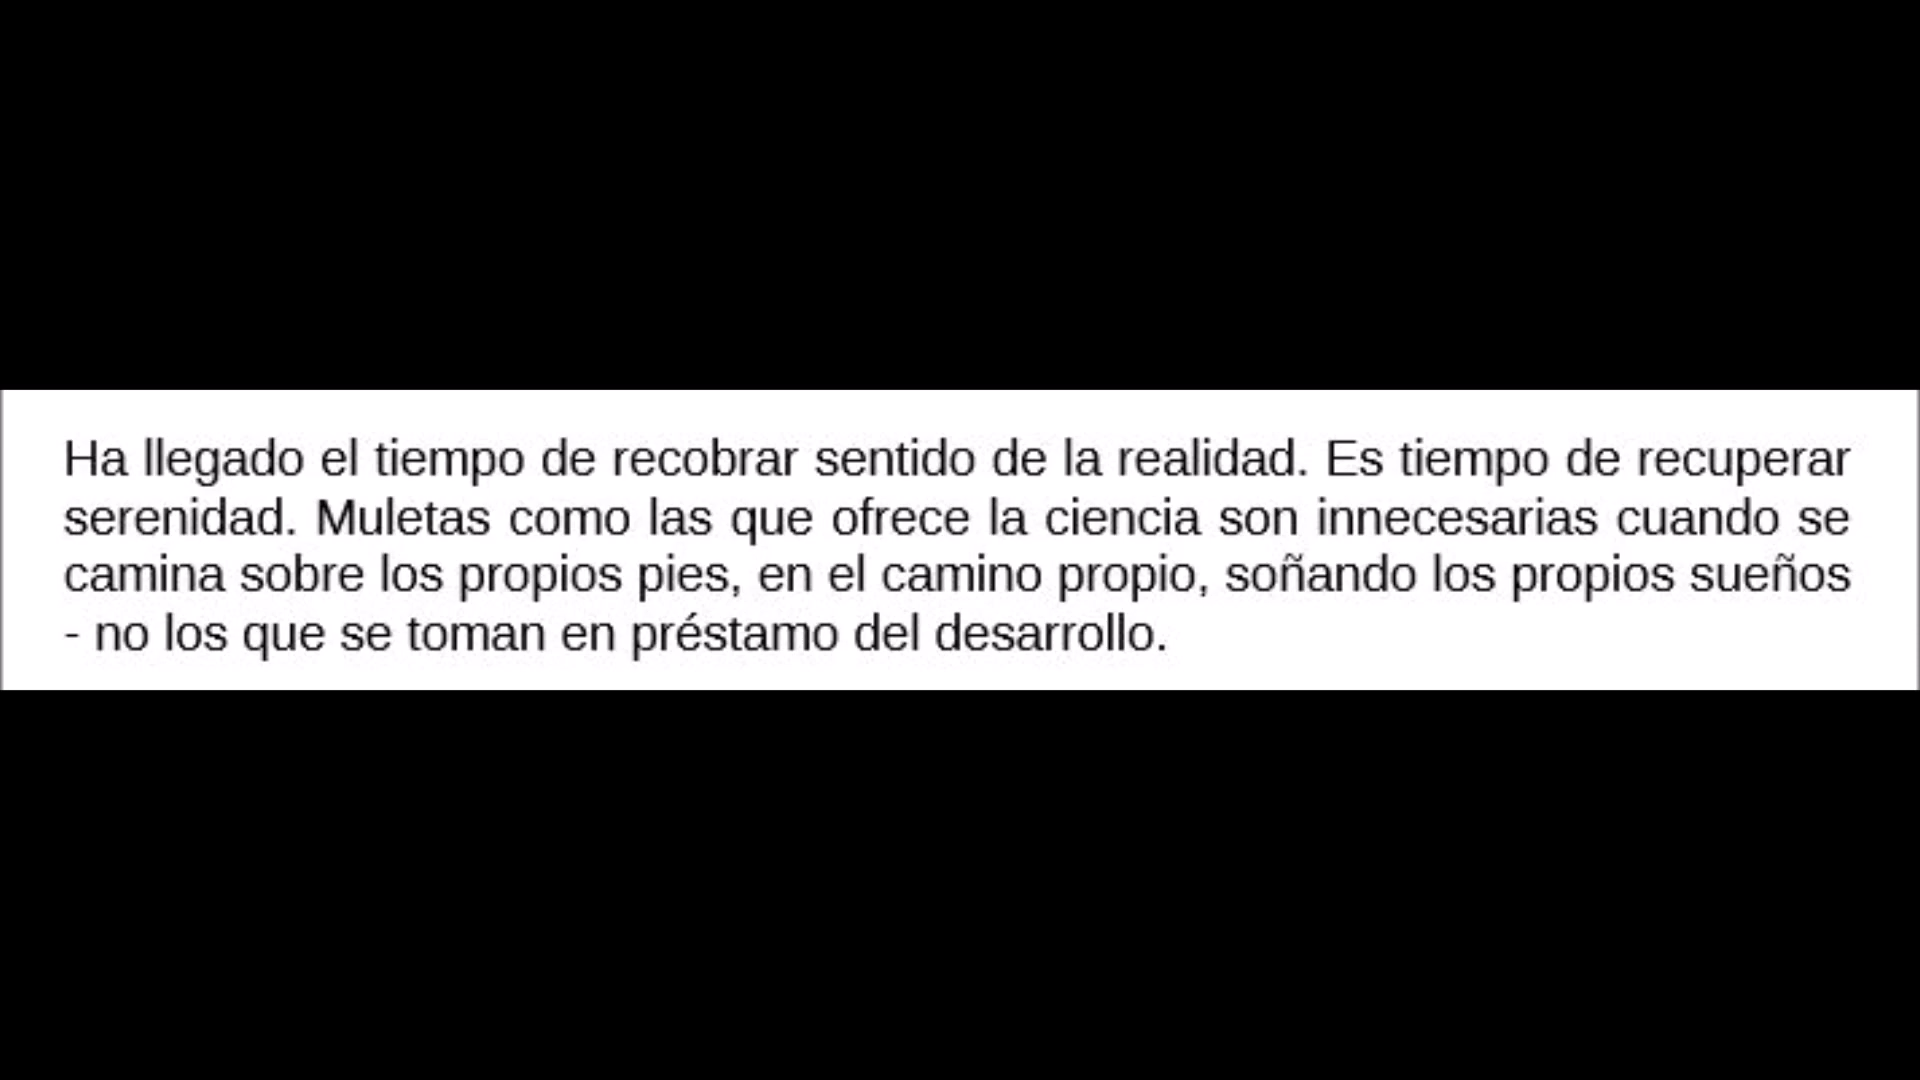 Ha llegado el tiempo de recobrar sentido de la realidad. Es tiempo de recuperar
serenidad. Muletas como las que ofrece la ciencia son innecesarias cuando se
camina sobre los propios pies, en el camino propio, soñando los propios sueños
- no los que se toman en préstamo del desarrollo.